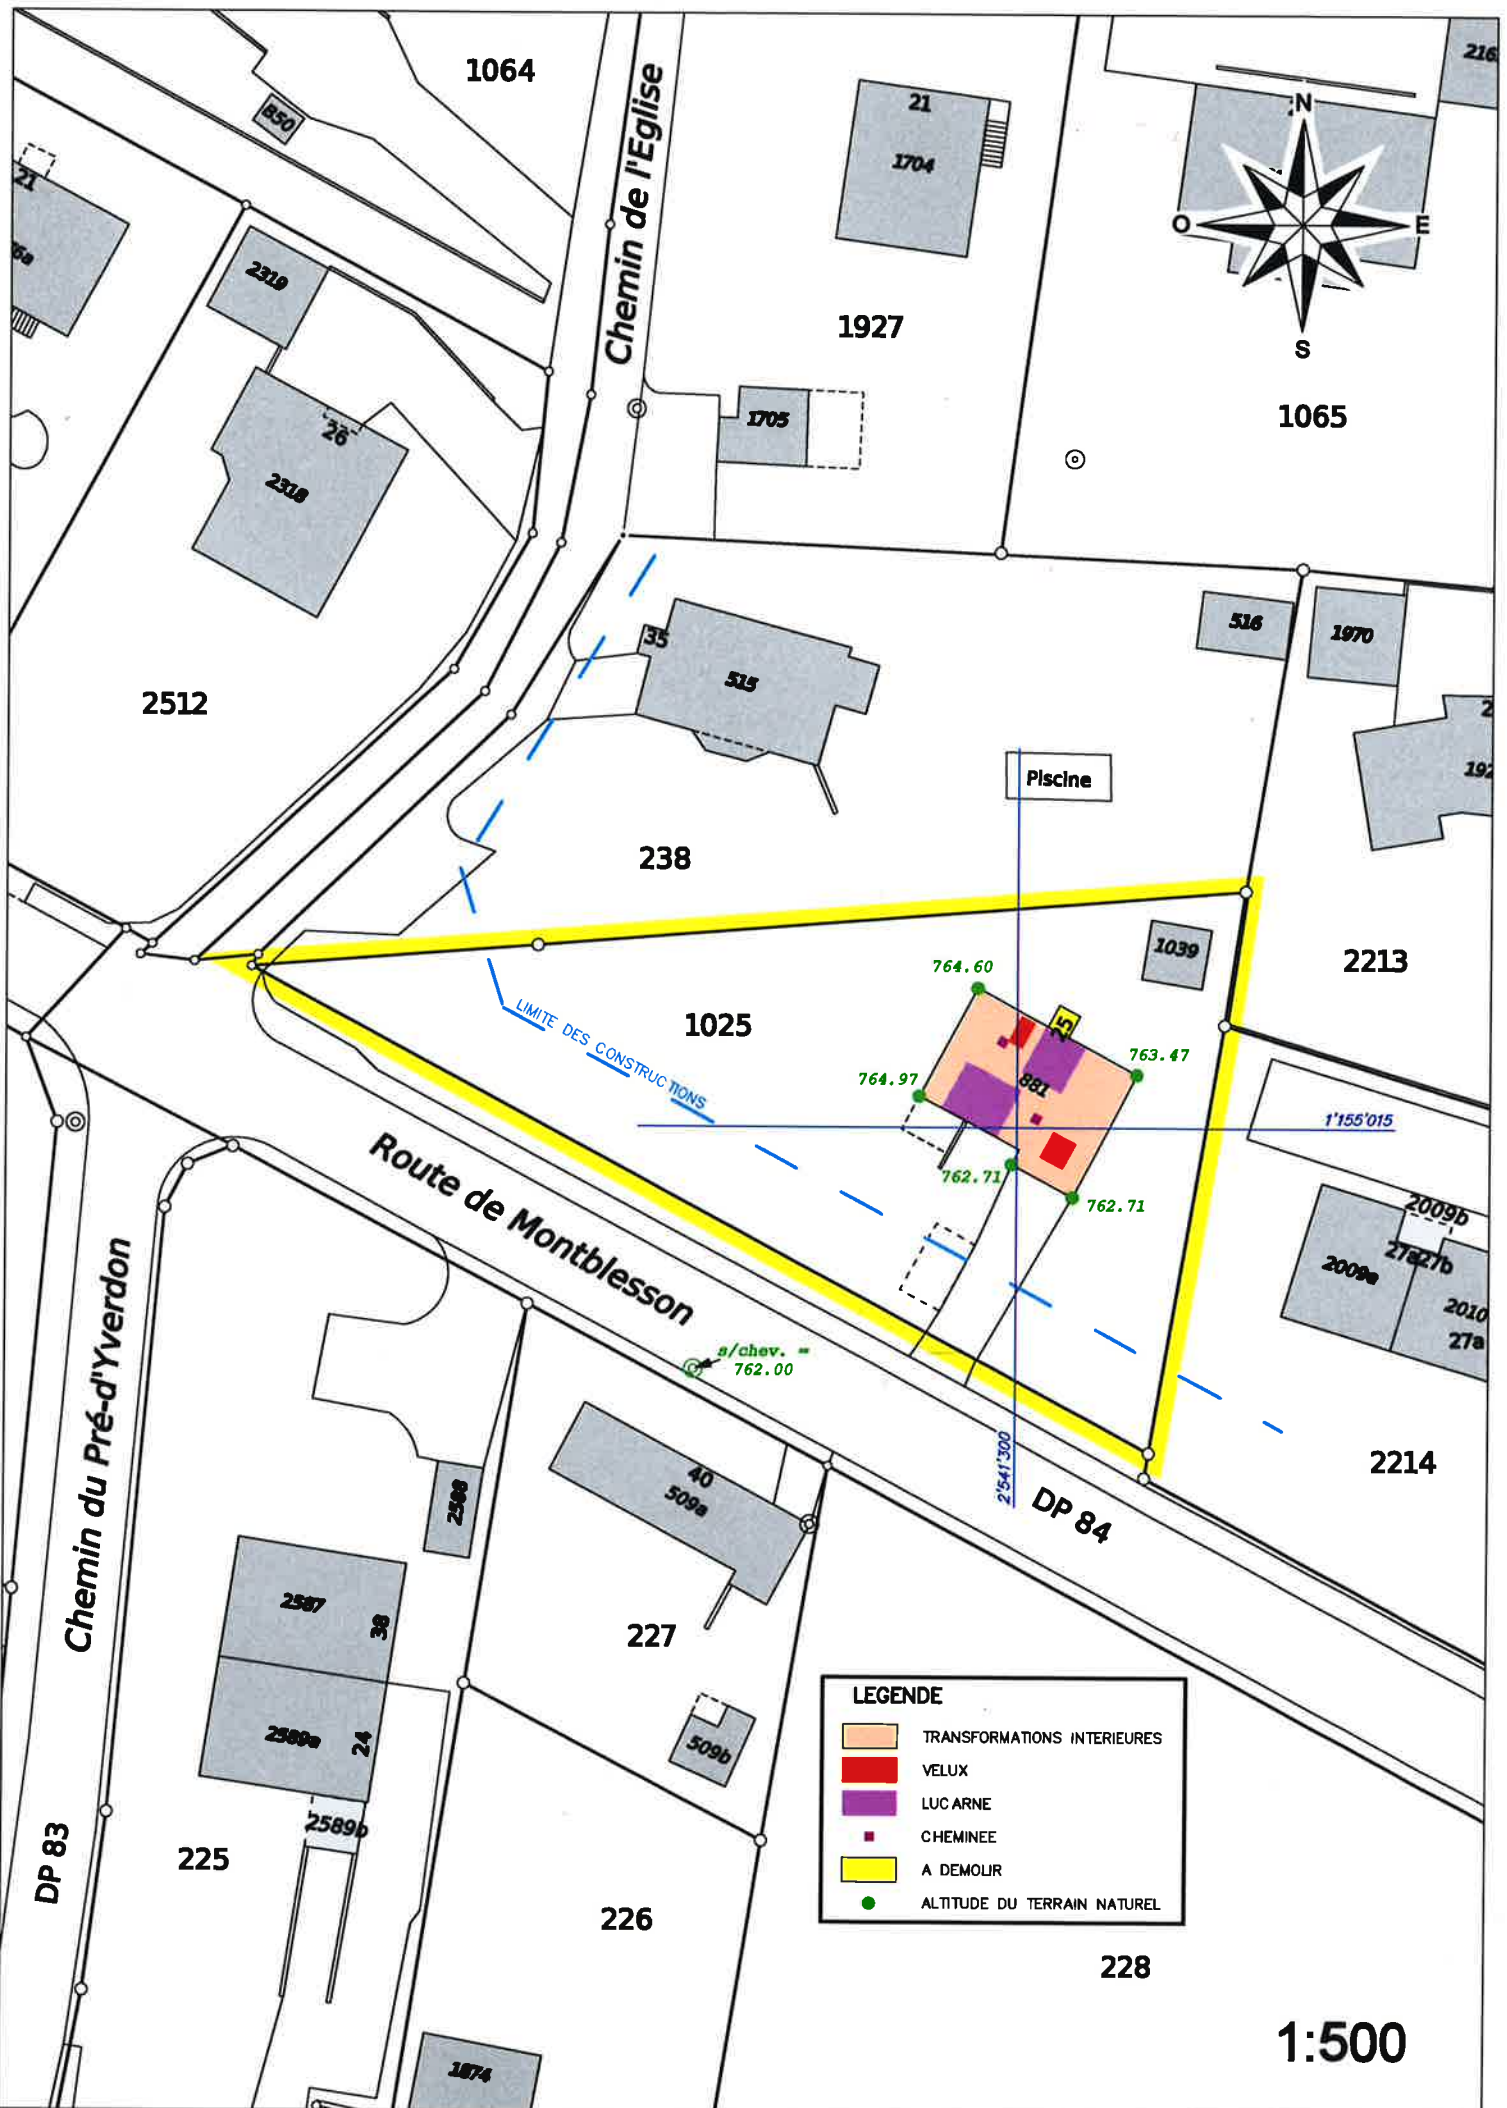 1064
B50
21
6a
2319
26
2318
2512
Chemin de l'Eglise
21
1704
1927
1705
216
N
O
E
S
1065
35
515
516
1970
192
Piscine
238
2213
1039
1025
764.60
25
763.47
764.97
881
1'155'015
762.71
762.71
LIMITE DES CONSTRUCTIONS
Route de Montblesson
s/chev. =
762.00
2009b
27a27b
2009a
2010
27a
2214
2'541'300
DP 84
Chemin du Pré-d'Yverdon
2588
40
509a
2587
38
227
2589a
24
509b
2589b
DP 83
225
226
228
1874
LEGENDE
TRANSFORMATIONS INTERIEURES
VELUX
LUCARNE
CHEMINEE
A DEMOLIR
ALTITUDE DU TERRAIN NATUREL
1:500